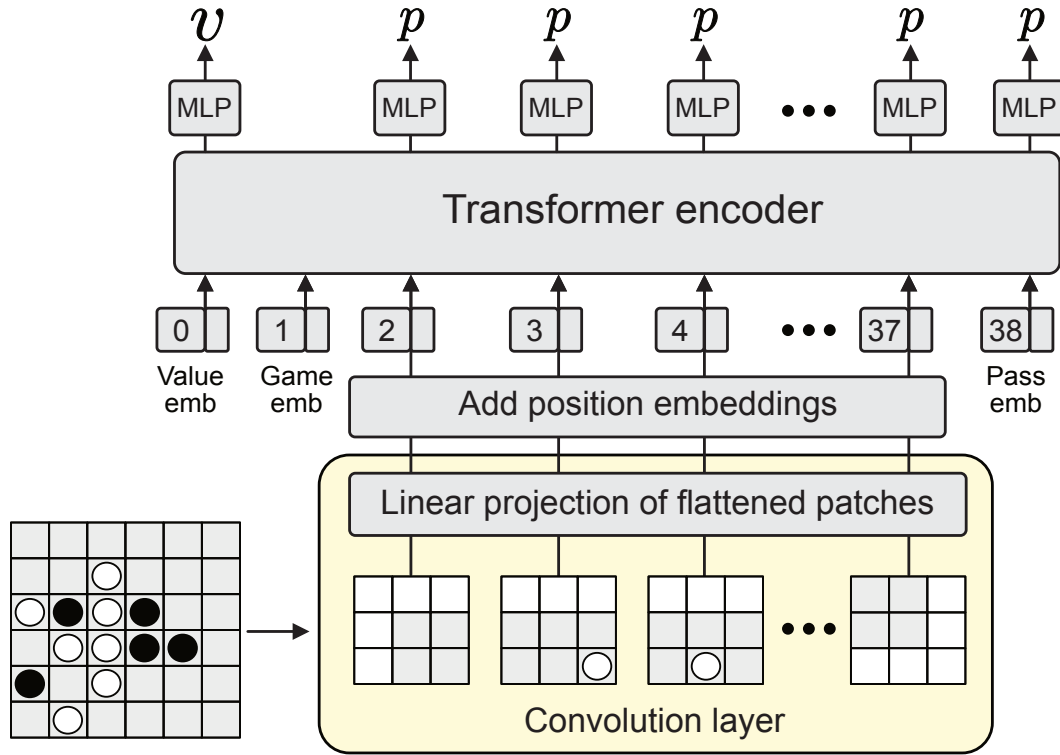 v p p p p p
MLP MLP MLP MLP ••• MLP MLP
Transformer encoder
0 1 2 3 4 ••• 37 38
Value emb
Game emb
Pass emb
Add position embeddings
Linear projection of flattened patches
•••
Convolution layer